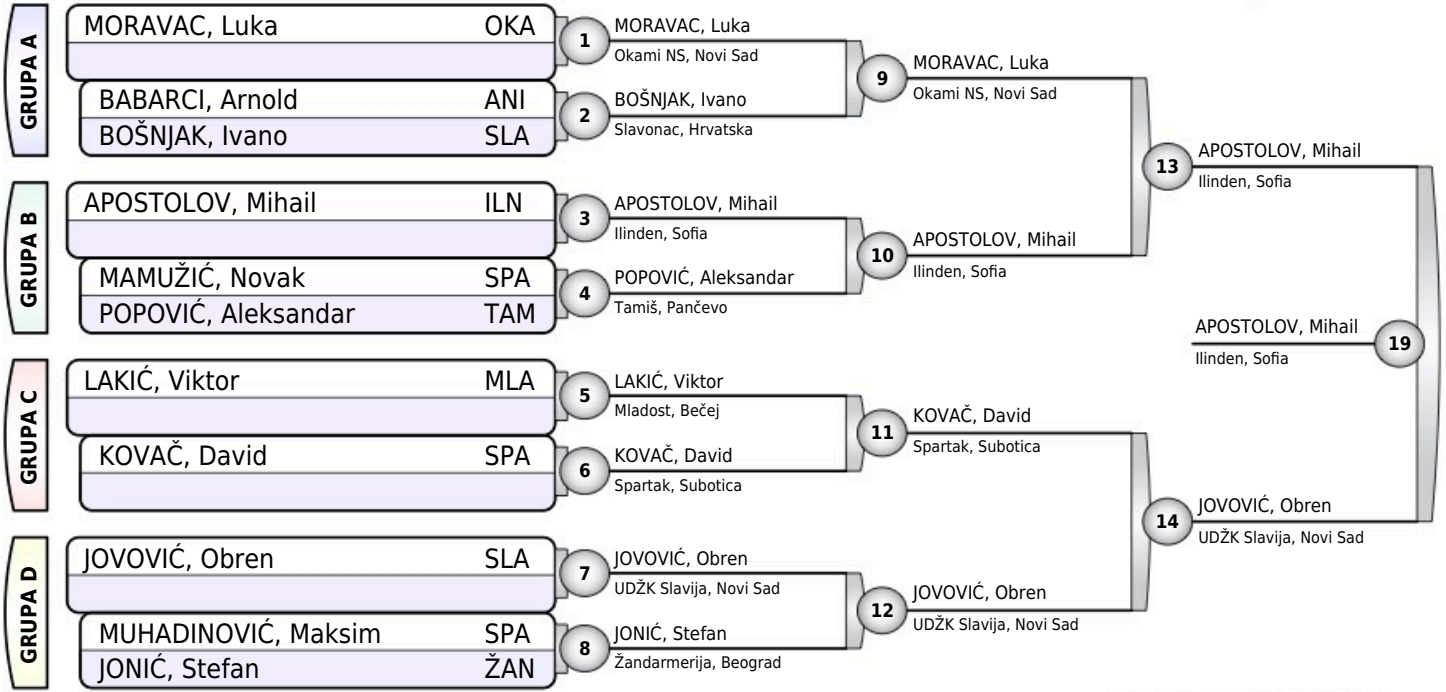 GRUPA A
MORAVAC, Luka OKA
BABARCI, Arnold ANI
BOŠNJAK, Ivano SLA
GRUPA B
APOSTOLOV, Mihail ILN
MAMUŽIĆ, Novak SPA
POPOVIĆ, Aleksandar TAM
GRUPA C
LAKIĆ, Viktor MLA
KOVAČ, David SPA
GRUPA D
JOVOVIĆ, Obren SLA
MUHADINOVIĆ, Maksim SPA
JONIĆ, Stefan ŽAN
1
MORAVAC, Luka
Okami NS, Novi Sad
2
BOŠNJAK, Ivano
Slavonac, Hrvatska
3
APOSTOLOV, Mihail
Ilinden, Sofia
4
POPOVIĆ, Aleksandar
Tamiš, Pančevo
5
LAKIĆ, Viktor
Mladost, Bečej
6
KOVAČ, David
Spartak, Subotica
7
JOVOVIĆ, Obren
UDŽK Slavija, Novi Sad
8
JONIĆ, Stefan
Žandarmerija, Beograd
9
MORAVAC, Luka
Okami NS, Novi Sad
10
APOSTOLOV, Mihail
Ilinden, Sofia
11
KOVAČ, David
Spartak, Subotica
12
JOVOVIĆ, Obren
UDŽK Slavija, Novi Sad
13
APOSTOLOV, Mihail
Ilinden, Sofia
14
JOVOVIĆ, Obren
UDŽK Slavija, Novi Sad
APOSTOLOV, Mihail
Ilinden, Sofia
19